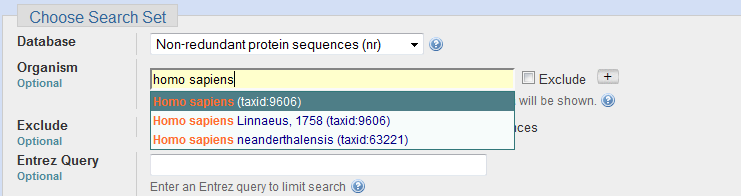 Choose Search Set
Database Non-redundant protein sequences (nr)
Organism
Optional
homo sapiens Exclude +
Homo sapiens (taxid:9606) will be shown.
Homo sapiens Linnaeus, 1758 (taxid:9606)
Exclude nces
Optional
Homo sapiens neanderthalensis (taxid:63221)
Entrez Query
Optional
Enter an Entrez query to limit search